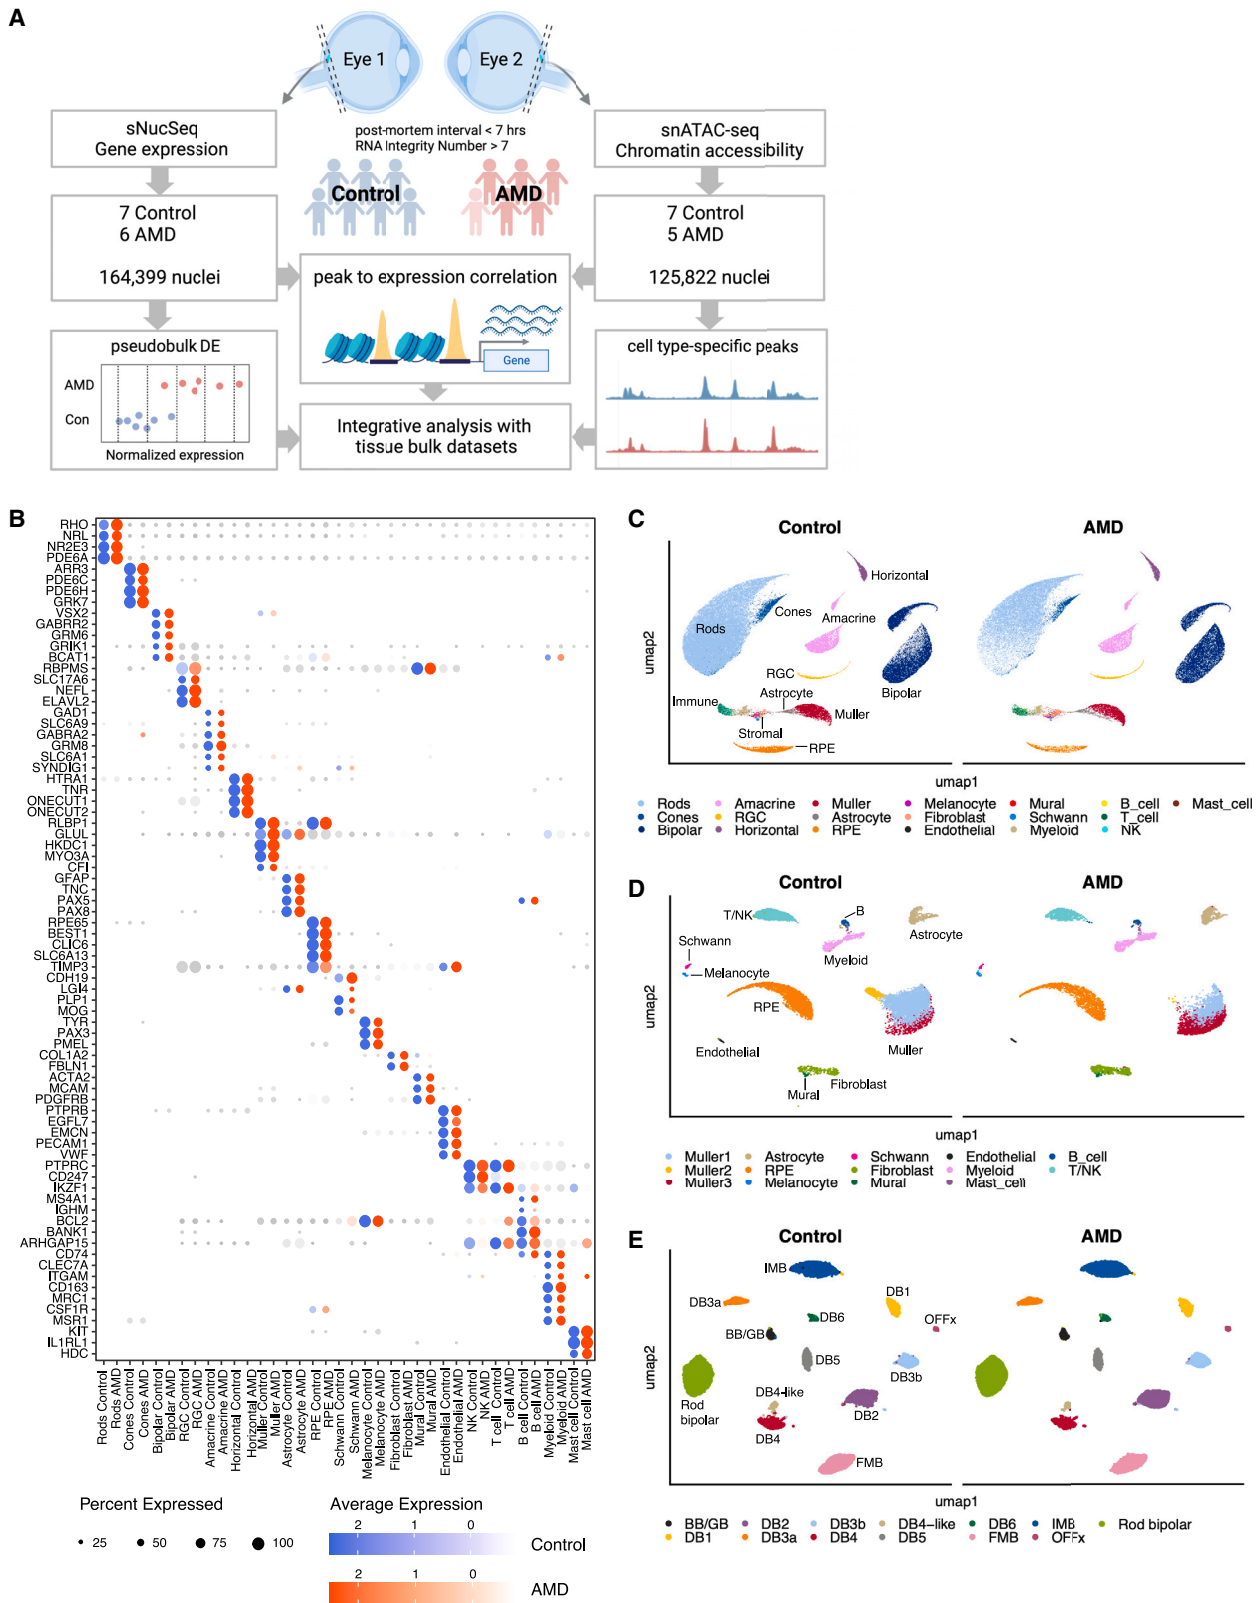 A
Eye 1
Eye 2
sNucSeq
Gene expression
post-mortem interval < 7 hrs
RNA Integrity Number > 7
snATAC-seq
Chromatin accessibility
Control
AMD
7 Control
6 AMD
164,399 nuclei
7 Control
5 AMD
125,822 nuclei
peak to expression correlation
Gene
pseudobulk DE
AMD
Con
Normalized expression
cell type-specific peaks
Integrative analysis with
tissue bulk datasets
B
RHO
NRL
NR2E3
PDE6A
ARR3
PDE6C
PDE6H
GRK7
VSX2
GABRR2
GRM6
GRIK1
BCAT1
RBPMS
SLC17A6
NEFL
ELAVL2
GAD1
SLC6A9
GABRA2
GRM8
SLC6A1
SYNDIG1
HTRA1
TNR
ONECUT1
ONECUT2
RLBP1
GLUL
HKDC1
MYO3A
CFI
GFAP
TNC
PAX5
PAX8
RPE65
BEST1
CLIC6
SLC6A13
TIMP3
CDH19
LGI4
PLP1
MOG
TYR
PAX3
PMEL
COL1A2
FBLN1
ACTA2
MCAM
PDGFRB
PTPRB
EGFL7
EMCN
PECAM1
VWF
PTPRC
CD247
IKZF1
MS4A1
IGHM
BCL2
BANK1
ARHGAP15
CD74
CLEC7A
ITGAM
CD163
MRC1
CSF1R
MSR1
KIT
IL1RL1
HDC
Rods Control
Rods AMD
Cones Control
Cones AMD
Bipolar Control
Bipolar AMD
RGC Control
RGC AMD
Amacrine Control
Amacrine AMD
Horizontal Control
Horizontal AMD
Muller Control
Muller AMD
Astrocyte Control
Astrocyte AMD
RPE Control
RPE AMD
Schwann Control
Schwann AMD
Melanocyte Control
Melanocyte AMD
Fibroblast Control
Fibroblast AMD
Mural Control
Mural AMD
Endothelial Control
Endothelial AMD
NK Control
NK AMD
T cell Control
T cell AMD
B cell Control
B cell AMD
Myeloid Control
Myeloid AMD
Mast cell Control
Mast cell AMD
Percent Expressed
25 50 75 100
Average Expression
2 1 0
Control
2 1 0
AMD
C
Control
AMD
umap2
Horizontal
Cones
Amacrine
Rods
RGC
Bipolar
Astrocyte
Immune
Muller
Stromal
RPE
umap1
Rods Amacrine Muller Melanocyte Mural B_cell Mast_cell
Cones RGC Astrocyte Fibroblast Schwann T_cell
Bipolar Horizontal RPE Endothelial Myeloid NK
D
Control
AMD
umap2
T/NK
B
Astrocyte
Schwann
Myeloid
Melanocyte
RPE
Endothelial
Muller
Fibroblast
Mural
umap1
Muller1 Astrocyte Schwann Endothelial B_cell
Muller2 RPE Fibroblast Myeloid T/NK
Muller3 Melanocyte Mural Mast_cell
E
Control
AMD
umap2
IMB
DB1
DB3a
DB6
OFFx
BB/GB
DB5
DB3b
DB4-like
Rod
bipolar
DB2
DB4
FMB
umap1
BB/GB DB2 DB3b DB4-like DB6 IMB Rod bipolar
DB1 DB3a DB4 DB5 FMB OFFx